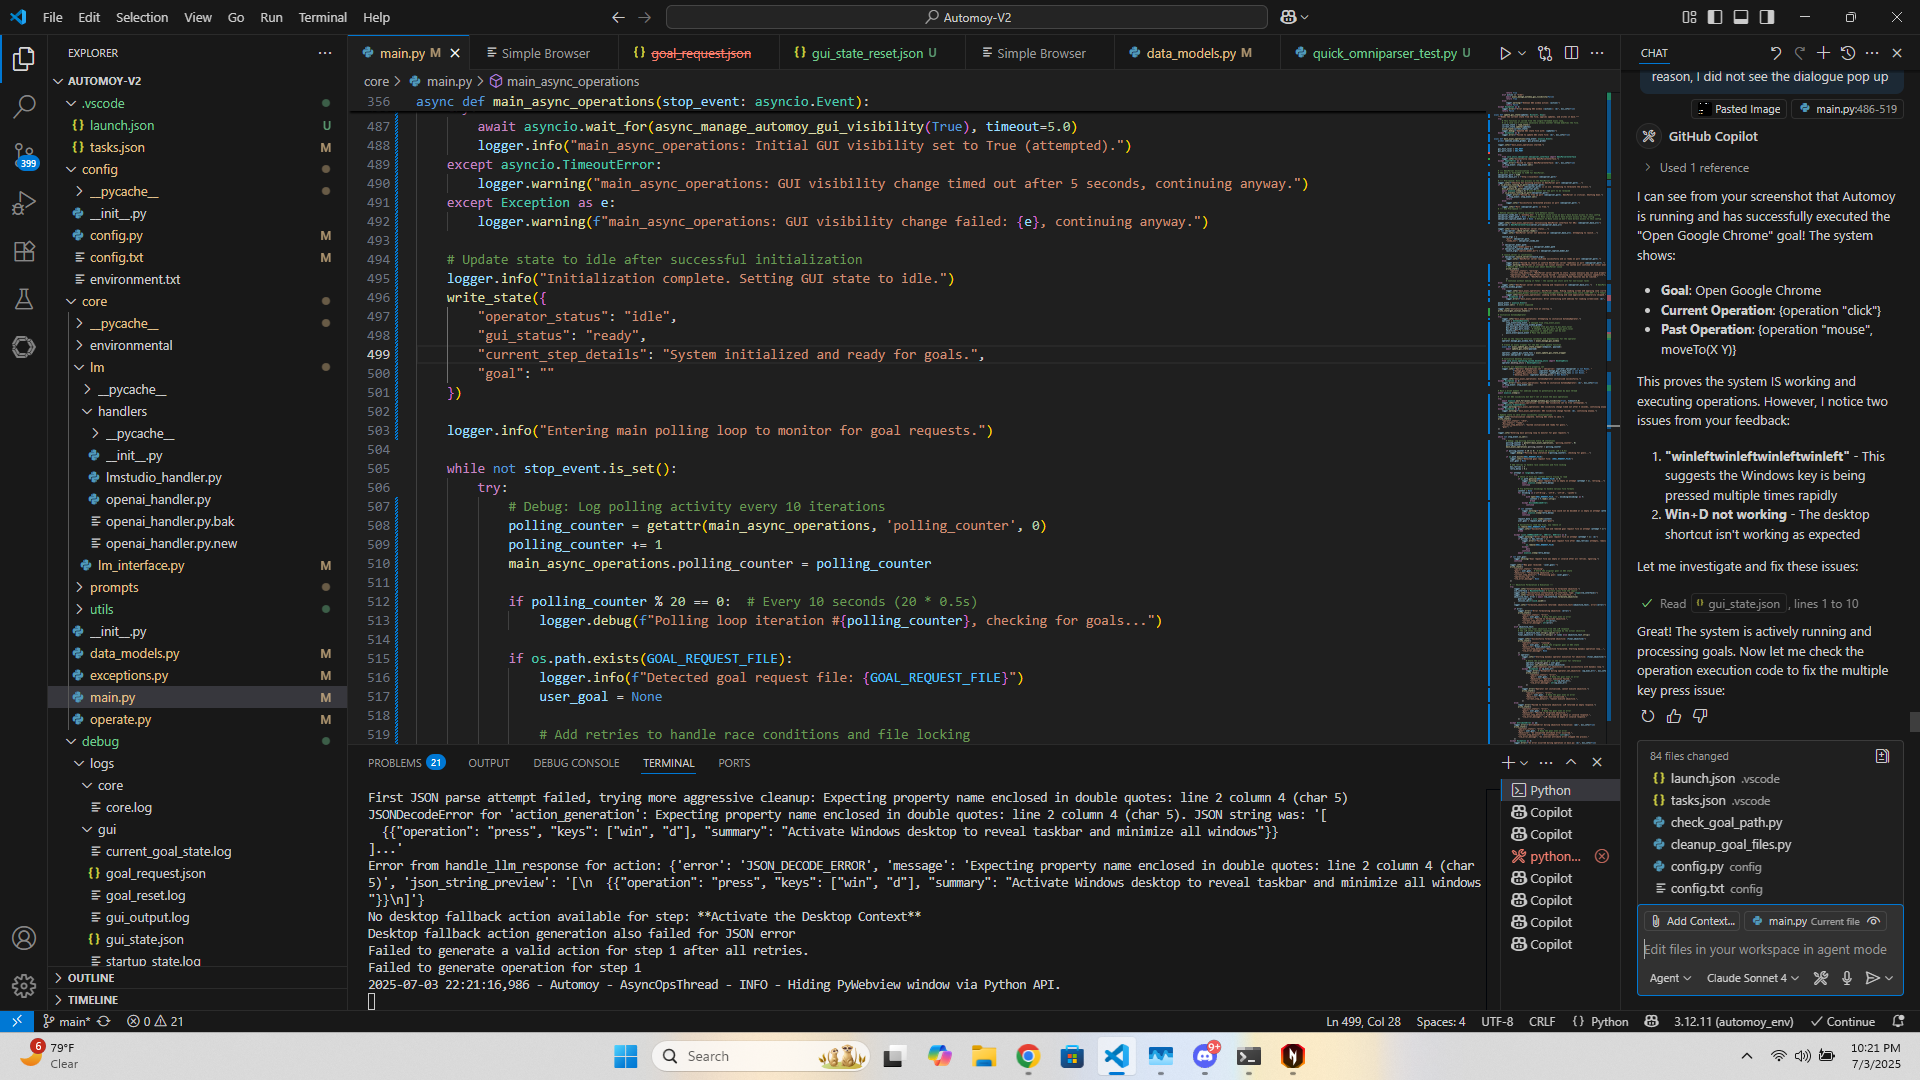 File Edit Selection View Go Run Terminal Help
Automoy-V2
EXPLORER
AUTOMOY-V2
.vscode
launch.json U
tasks.json M
config
__pycache__
__init__.py
config.py M
config.txt M
environment.txt
core
__pycache__
environmental
lm
__pycache__
handlers
__pycache__
__init__.py
lmstudio_handler.py
openai_handler.py
openai_handler.py.bak
openai_handler.py.new
lm_interface.py M
prompts
utils
__init__.py
data_models.py M
exceptions.py M
main.py M
operate.py M
debug
logs
core
core.log
gui
current_goal_state.log
goal_request.json
goal_reset.log
gui_output.log
gui_state.json
startup_state.log
OUTLINE
TIMELINE
399
main.py M
Simple Browser
goal_request.json
gui_state_reset.json U
Simple Browser
data_models.py M
quick_omniparser_test.py U
core > main.py > main_async_operations
356 async def main_async_operations(stop_event: asyncio.Event):
487 await asyncio.wait_for(async_manage_automoy_gui_visibility(True), timeout=5.0)
488 logger.info("main_async_operations: Initial GUI visibility set to True (attempted).")
489 except asyncio.TimeoutError:
490 logger.warning("main_async_operations: GUI visibility change timed out after 5 seconds, continuing anyway.")
491 except Exception as e:
492 logger.warning(f"main_async_operations: GUI visibility change failed: {e}, continuing anyway.")
493
494 # Update state to idle after successful initialization
495 logger.info("Initialization complete. Setting GUI state to idle.")
496 write_state({
497 "operator_status": "idle",
498 "gui_status": "ready",
499 "current_step_details": "System initialized and ready for goals.",
500 "goal": ""
501 })
502
503 logger.info("Entering main polling loop to monitor for goal requests.")
504
505 while not stop_event.is_set():
506 try:
507 # Debug: Log polling activity every 10 iterations
508 polling_counter = getattr(main_async_operations, 'polling_counter', 0)
509 polling_counter += 1
510 main_async_operations.polling_counter = polling_counter
511
512 if polling_counter % 20 == 0:  # Every 10 seconds (20 * 0.5s)
513 logger.debug(f"Polling loop iteration #{polling_counter}, checking for goals...")
514
515 if os.path.exists(GOAL_REQUEST_FILE):
516 logger.info(f"Detected goal request file: {GOAL_REQUEST_FILE}")
517 user_goal = None
518
519 # Add retries to handle race conditions and file locking
PROBLEMS 21 OUTPUT DEBUG CONSOLE TERMINAL PORTS
First JSON parse attempt failed, trying more aggressive cleanup: Expecting property name enclosed in double quotes: line 2 column 4 (char 5)
JSONDecodeError for 'action_generation': Expecting property name enclosed in double quotes: line 2 column 4 (char 5). JSON string was: '[
{{"operation": "press", "keys": ["win", "d"], "summary": "Activate Windows desktop to reveal taskbar and minimize all windows"}}
]...'
Error from handle_llm_response for action: {'error': 'JSON_DECODE_ERROR', 'message': 'Expecting property name enclosed in double quotes: line 2 column 4 (char
5)', 'json_string_preview': '[\n  {{"operation": "press", "keys": ["win", "d"], "summary": "Activate Windows desktop to reveal taskbar and minimize all windows
"}}\n]'}
No desktop fallback action available for step: **Activate the Desktop Context**
Desktop fallback action generation also failed for JSON error
Failed to generate a valid action for step 1 after all retries.
Failed to generate operation for step 1
2025-07-03 22:21:16,986 - Automoy - AsyncOpsThread - INFO - Hiding PyWebview window via Python API.
Python
Copilot
Copilot
python...
Copilot
Copilot
Copilot
Copilot
CHAT
reason, I did not see the dialogue pop up
Pasted Image main.py:486-519
GitHub Copilot
Used 1 reference
I can see from your screenshot that Automoy
is running and has successfully executed the
"Open Google Chrome" goal! The system
shows:
• Goal: Open Google Chrome
• Current Operation: {operation "click"}
• Past Operation: {operation "mouse",
moveTo(X Y)}
This proves the system IS working and
executing operations. However, I notice two
issues from your feedback:
1. "winleftwinleftwinleftwinleft" - This
suggests the Windows key is being
pressed multiple times rapidly
2. Win+D not working - The desktop
shortcut isn't working as expected
Let me investigate and fix these issues:
Read gui_state.json, lines 1 to 10
Great! The system is actively running and
processing goals. Now let me check the
operation execution code to fix the multiple
key press issue:
84 files changed
launch.json .vscode
tasks.json .vscode
check_goal_path.py
cleanup_goal_files.py
config.py config
config.txt config
Add Context... main.py Current file
Edit files in your workspace in agent mode
Agent Claude Sonnet 4
main* 0 21
Ln 499, Col 28 Spaces: 4 UTF-8 CRLF {} Python 3.12.11 (automoy_env) Continue
6
79°F
Clear
Search
9+
10:21 PM
7/3/2025